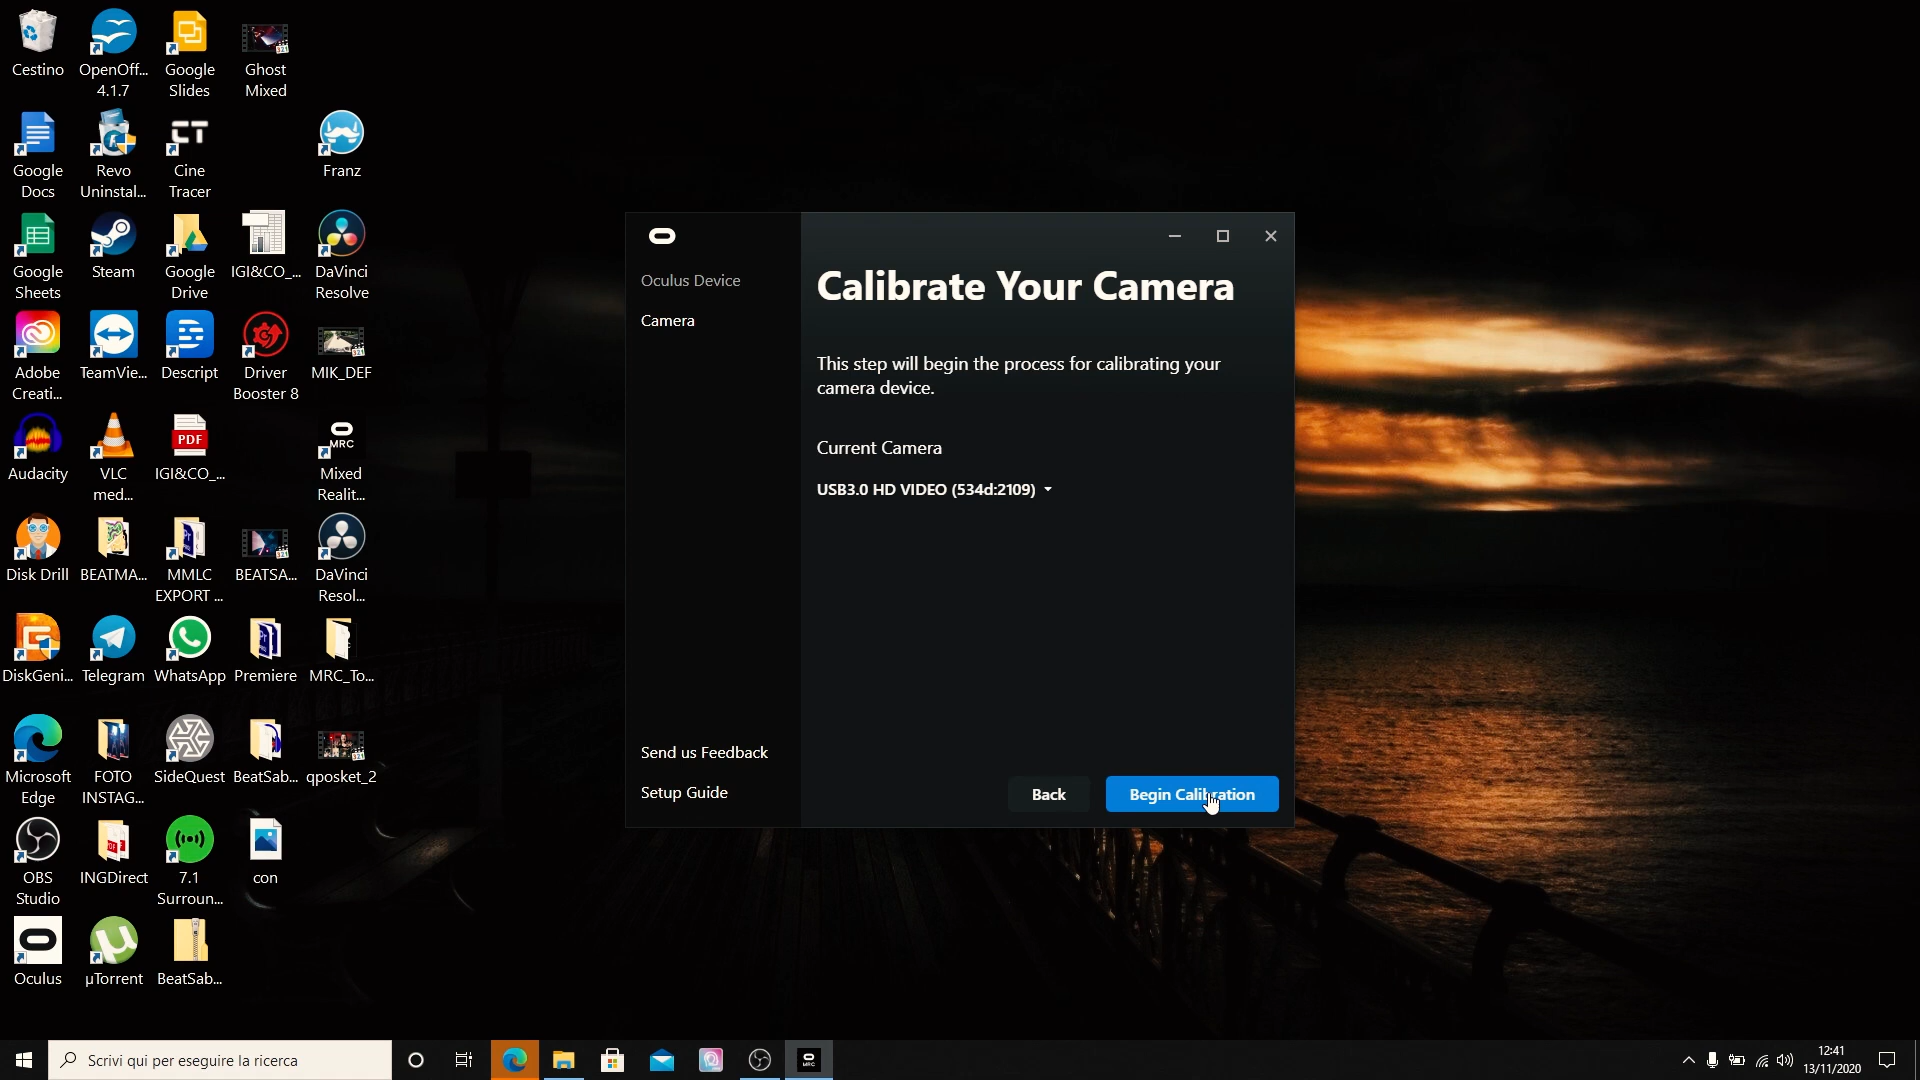 Cestino
OpenOff...
4.1.7
Google
Slides
Ghost
Mixed
Google
Docs
Revo
Uninstal...
CT
Cine
Tracer
Franz
Google
Sheets
Steam
Google
Drive
IGI&CO_...
DaVinci
Resolve
Adobe
Creati...
TeamVie...
Descript
Driver
Booster 8
MIK_DEF
Audacity
VLC
med...
PDF
IGI&CO_...
MRC
Mixed
Realit...
Disk Drill
BEATMA...
MMLC
EXPORT ...
BEATSA...
DaVinci
Resol...
DiskGeni...
Telegram
WhatsApp
Premiere
MRC_To...
Microsoft
Edge
FOTO
INSTAG...
SideQuest
BeatSab...
qposket_2
OBS
Studio
INGDirect
7.1
Surroun...
con
Oculus
µTorrent
BeatSab...
Oculus Device
Camera
Send us Feedback
Setup Guide
Calibrate Your Camera
This step will begin the process for calibrating your
camera device.
Current Camera
USB3.0 HD VIDEO (534d:2109)
Back
Begin Calibration
Scrivi qui per eseguire la ricerca
12:41
13/11/2020